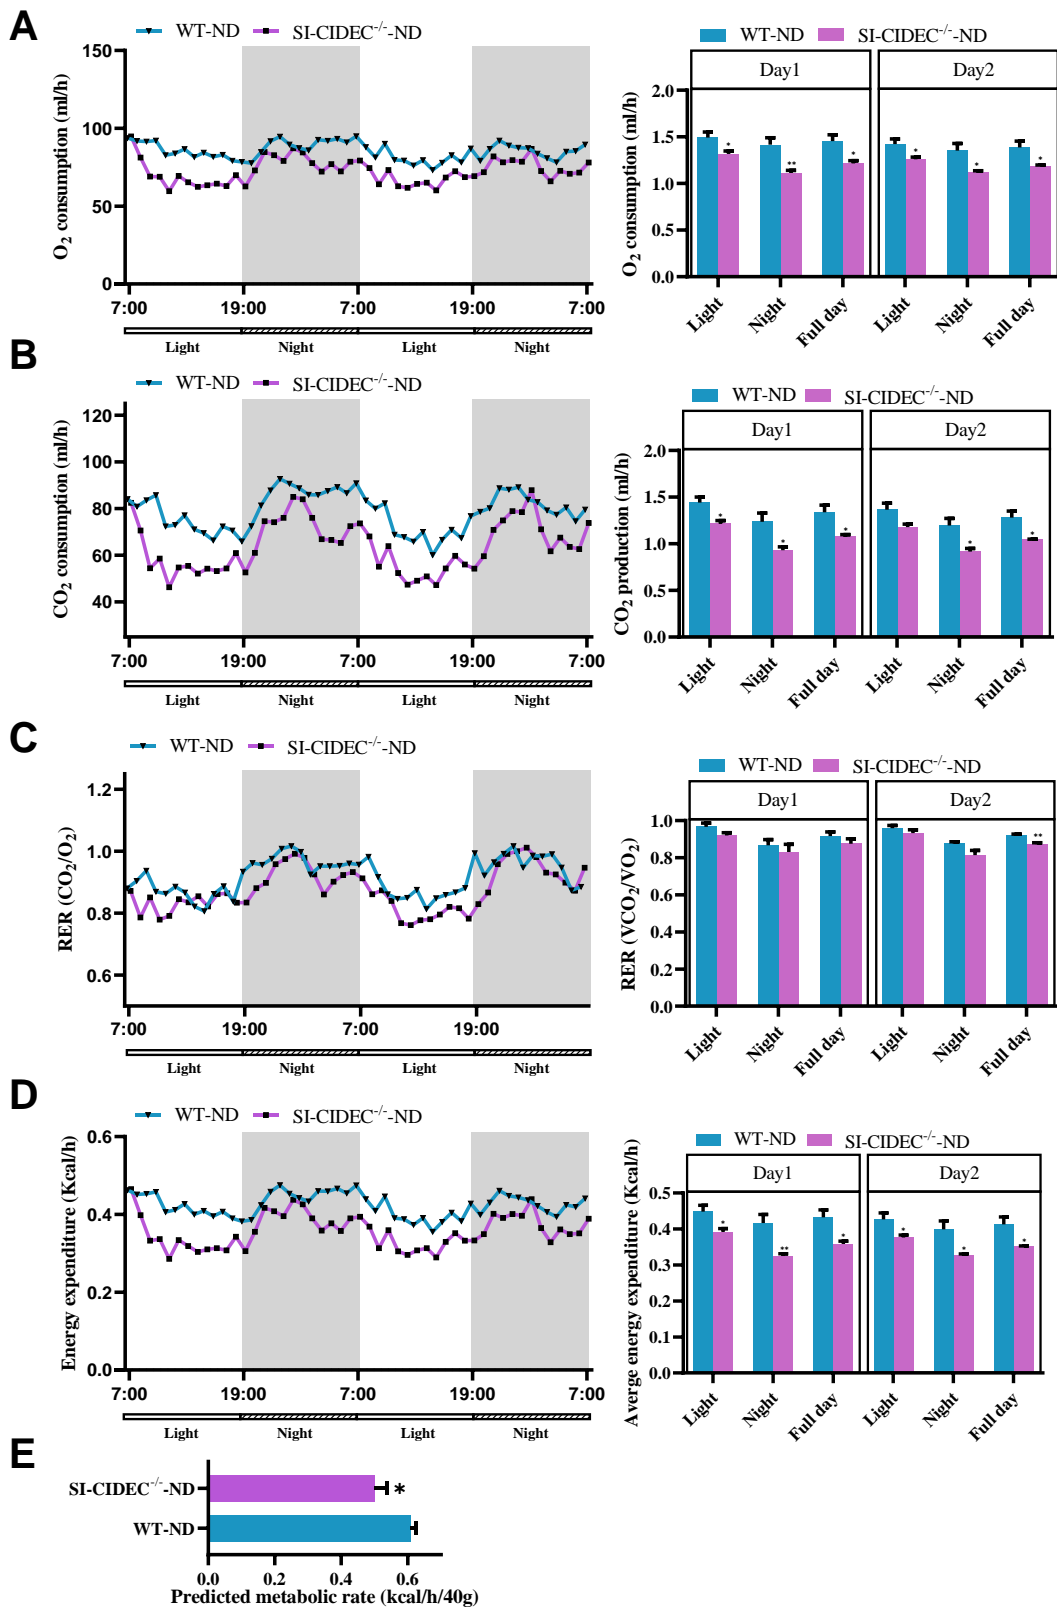 A
WT-ND SI-CIDEC-/--ND
150
100
50
0
O2 consumption (ml/h)
7:00 19:00 7:00 19:00 7:00
Light Night Light Night
WT-ND SI-CIDEC-/--ND
Day1 Day2
2.0
1.5
1.0
0.5
0.0
O2 consumption (ml/h)
* ** * * * *
Light Night Full day Light Night Full day
B
WT-ND SI-CIDEC-/--ND
120
100
80
60
40
CO2 consumption (ml/h)
7:00 19:00 7:00 19:00 7:00
Light Night Light Night
WT-ND SI-CIDEC-/--ND
Day1 Day2
2.0
1.5
1.0
0.5
0.0
CO2 production (ml/h)
* * * * *
Light Night Full day Light Night Full day
C
WT-ND SI-CIDEC-/--ND
1.2
1.0
0.8
0.6
RER (CO2/O2)
7:00 19:00 7:00 19:00
Light Night Light Night
WT-ND SI-CIDEC-/--ND
Day1 Day2
1.0
0.8
0.6
0.4
0.2
0.0
RER (VCO2/VO2)
**
Light Night Full day Light Night Full day
D
WT-ND SI-CIDEC-/--ND
0.6
0.4
0.2
0.0
Energy expenditure (Kcal/h)
7:00 19:00 7:00 19:00 7:00
Light Night Light Night
WT-ND SI-CIDEC-/--ND
Day1 Day2
0.5
0.4
0.3
0.2
0.1
0.0
Averge energy expenditure (Kcal/h)
* ** * * * *
Light Night Full day Light Night Full day
E
SI-CIDEC-/--ND
*
WT-ND
0.0 0.2 0.4 0.6
Predicted metabolic rate (kcal/h/40g)